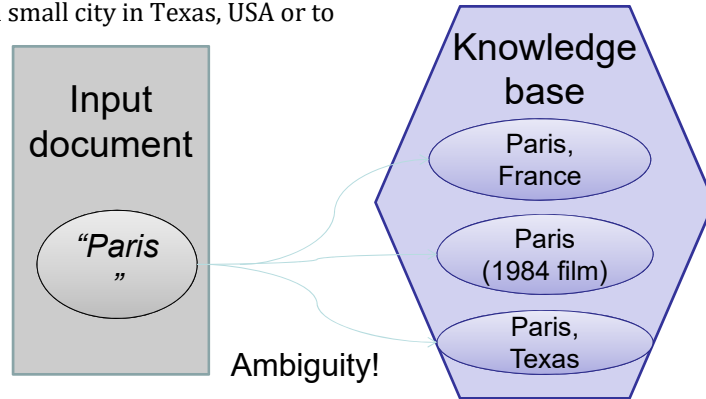 small city in Texas, USA or to
Input
document
“Paris
”
Knowledge
base
Paris,
France
Paris
(1984 film)
Paris,
Texas
Ambiguity!